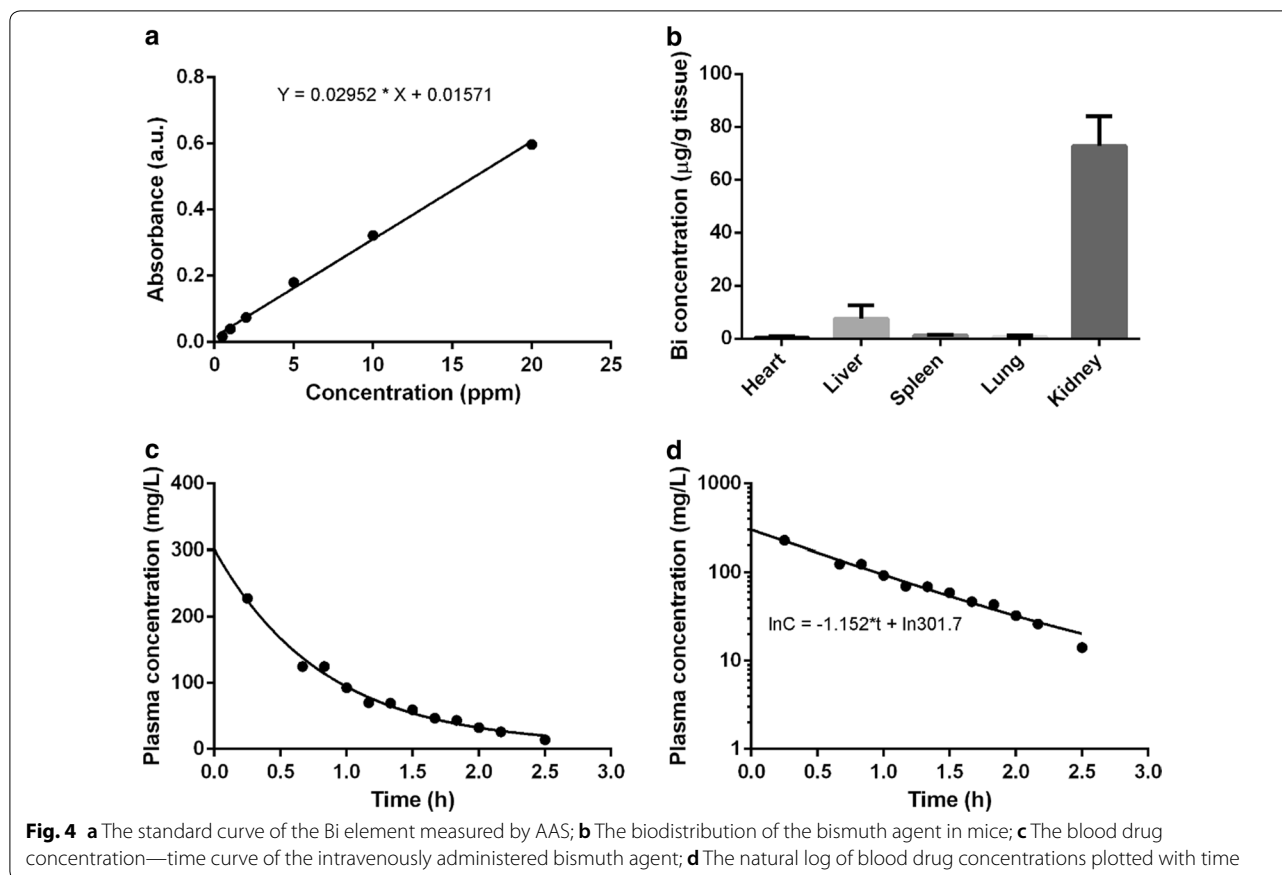 a
Y = 0.02952 * X + 0.01571
Absorbance (a.u.)
0.8
0.6
0.4
0.2
0.0
0 5 10 15 20 25
Concentration (ppm)
b
Bi concentration (µg/g tissue)
100
80
60
40
20
0
Heart Liver Spleen Lung Kidney
c
Plasma concentration (mg/L)
400
300
200
100
0
0.0 0.5 1.0 1.5 2.0 2.5 3.0
Time (h)
d
Plasma concentration (mg/L)
1000
100
10
1
lnC = -1.152*t + ln301.7
0.0 0.5 1.0 1.5 2.0 2.5 3.0
Time (h)
Fig. 4 a The standard curve of the Bi element measured by AAS; b The biodistribution of the bismuth agent in mice; c The blood drug
concentration—time curve of the intravenously administered bismuth agent; d The natural log of blood drug concentrations plotted with time